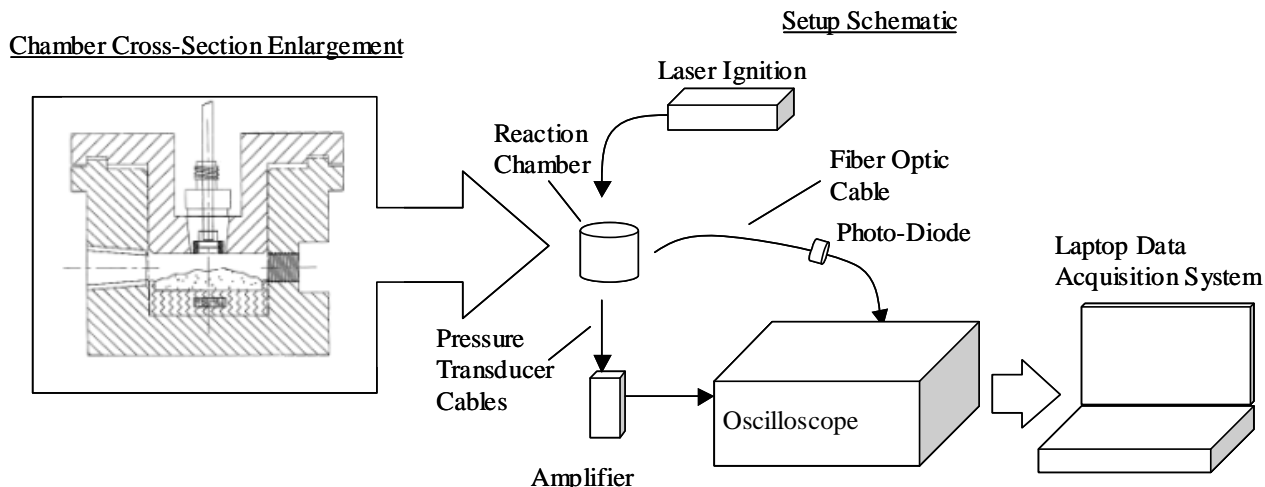 Setup Schematic
Chamber Cross-Section Enlargement
Laser Ignition
Reaction
Chamber
Fiber Optic
Cable
Photo-Diode
Laptop Data
Acquisition System
Pressure
Transducer
Cables
Oscilloscope
Amplifier